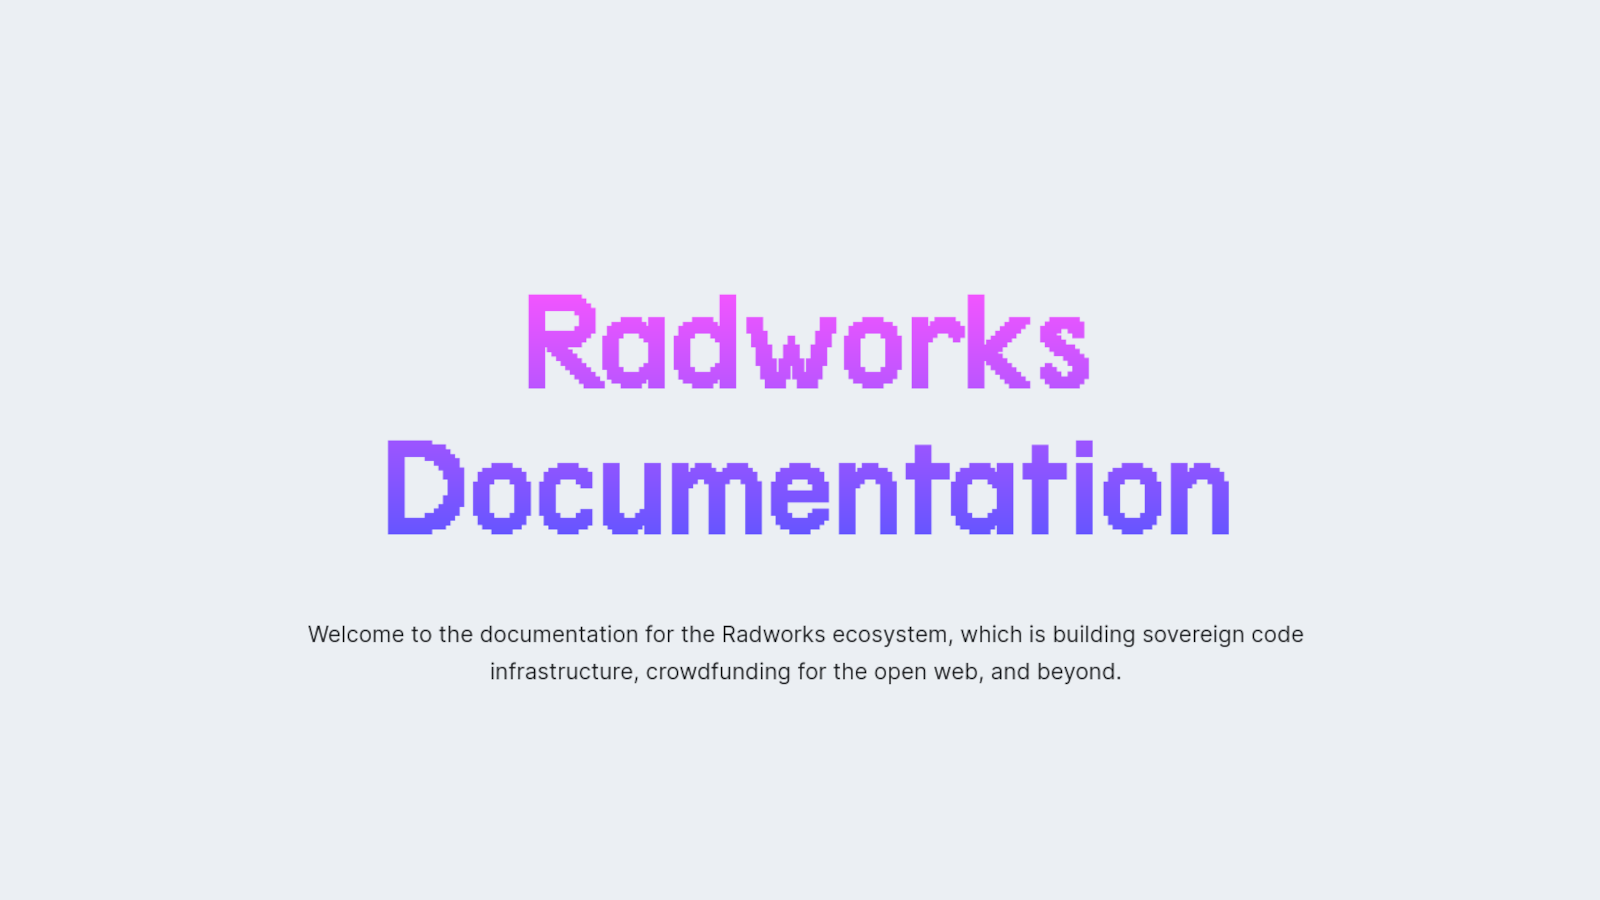 Radworks
Documentation
Welcome to the documentation for the Radworks ecosystem, which is building sovereign code
infrastructure, crowdfunding for the open web, and beyond.